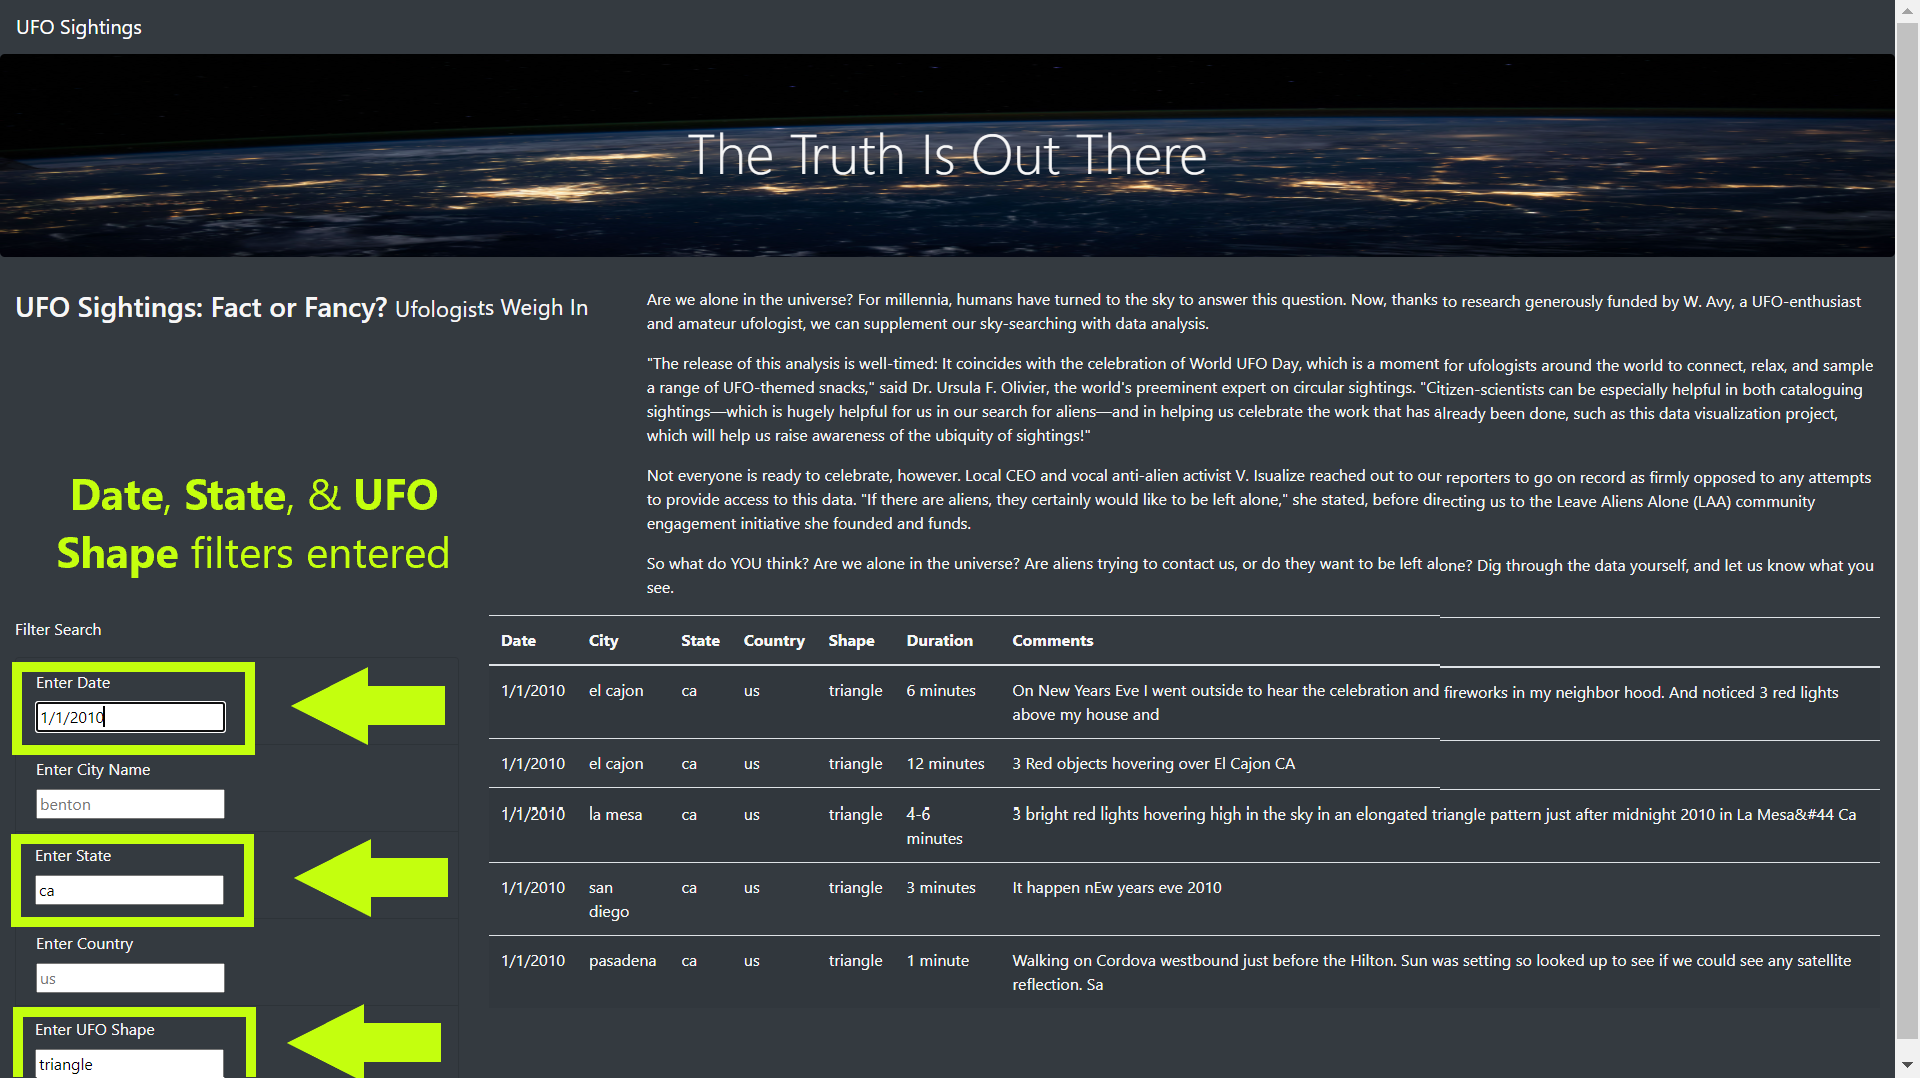 UFO Sightings
The Truth Is Out There
UFO Sightings: Fact or Fancy? Ufologists Weigh In
Are we alone in the universe? For millennia, humans have turned to the sky to answer this question. Now, thanks to research generously funded by W. Avy, a UFO-enthusiast
and amateur ufologist, we can supplement our sky-searching with data analysis.
"The release of this analysis is well-timed: It coincides with the celebration of World UFO Day, which is a moment for ufologists around the world to connect, relax, and sample
a range of UFO-themed snacks," said Dr. Ursula F. Olivier, the world's preeminent expert on circular sightings. "Citizen-scientists can be especially helpful in both cataloguing
sightings—which is hugely helpful for us in our search for aliens—and in helping us celebrate the work that has already been done, such as this data visualization project,
which will help us raise awareness of the ubiquity of sightings!"
Not everyone is ready to celebrate, however. Local CEO and vocal anti-alien activist V. Isualize reached out to our reporters to go on record as firmly opposed to any attempts
to provide access to this data. "If there are aliens, they certainly would like to be left alone," she stated, before directing us to the Leave Aliens Alone (LAA) community
engagement initiative she founded and funds.
So what do YOU think? Are we alone in the universe? Are aliens trying to contact us, or do they want to be left alone? Dig through the data yourself, and let us know what you
see.
Date, State, & UFO
Shape filters entered
Filter Search
Enter Date
1/1/2010
Enter City Name
benton
Enter State
ca
Enter Country
us
Enter UFO Shape
triangle
Date City State Country Shape Duration Comments
1/1/2010 el cajon ca us triangle 6 minutes On New Years Eve I went outside to hear the celebration and fireworks in my neighbor hood. And noticed 3 red lights
above my house and
1/1/2010 el cajon ca us triangle 12 minutes 3 Red objects hovering over El Cajon CA
1/1/2010 la mesa ca us triangle 4-6 3 bright red lights hovering high in the sky in an elongated triangle pattern just after midnight 2010 in La Mesa&#44 Ca
minutes
1/1/2010 san ca us triangle 3 minutes It happen nEw years eve 2010
diego
1/1/2010 pasadena ca us triangle 1 minute Walking on Cordova westbound just before the Hilton. Sun was setting so looked up to see if we could see any satellite
reflection. Sa